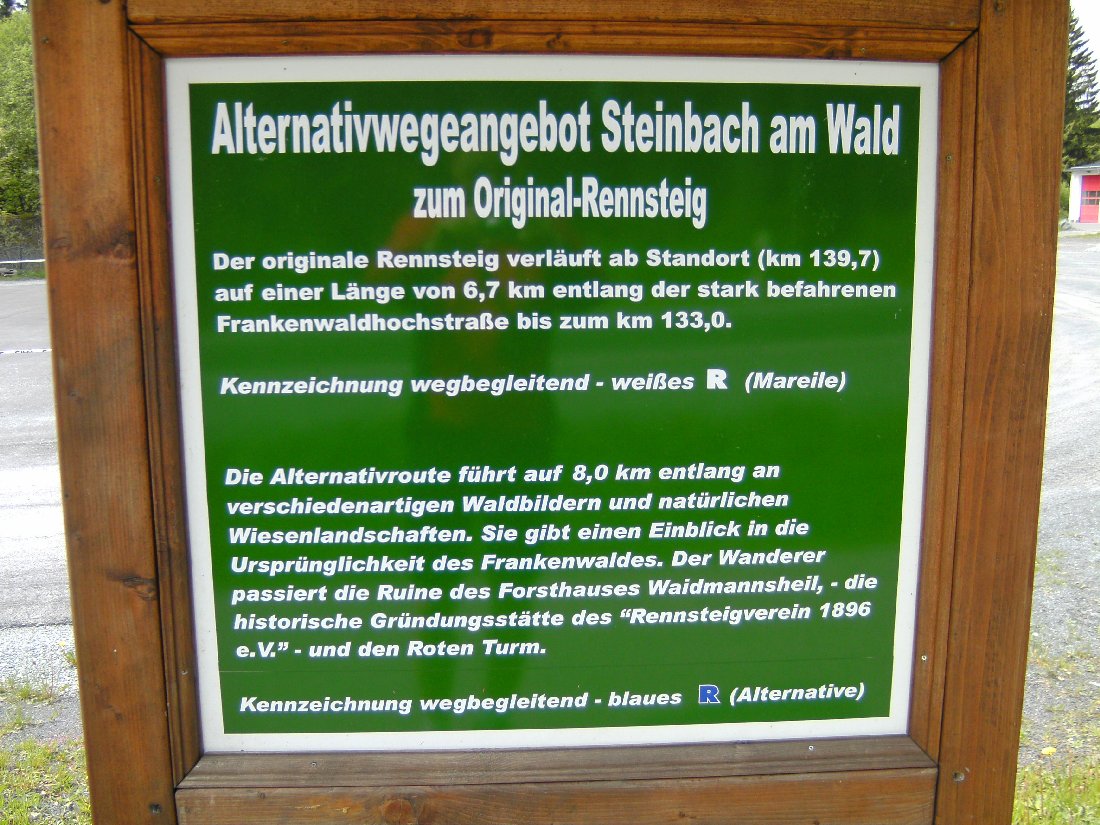 Alternativwegeangebot Steinbach am Wald
zum Original-Rennsteig
Der originale Rennsteig verläuft ab Standort (km 139,7)
auf einer Länge von 6,7 km entlang der stark befahrenen
Frankenwaldhochstraße bis zum km 133,0.
Kennzeichnung wegbegleitend - weißes R (Mareile)
Die Alternativroute führt auf 8,0 km entlang an
verschiedenartigen Waldbildern und natürlichen
Wiesenlandschaften. Sie gibt einen Einblick in die
Ursprünglichkeit des Frankenwaldes. Der Wanderer
passiert die Ruine des Forsthauses Waidmannsheil, - die
historische Gründungsstätte des “Rennsteigverein 1896
e.V.” - und den Roten Turm.
Kennzeichnung wegbegleitend - blaues R (Alternative)